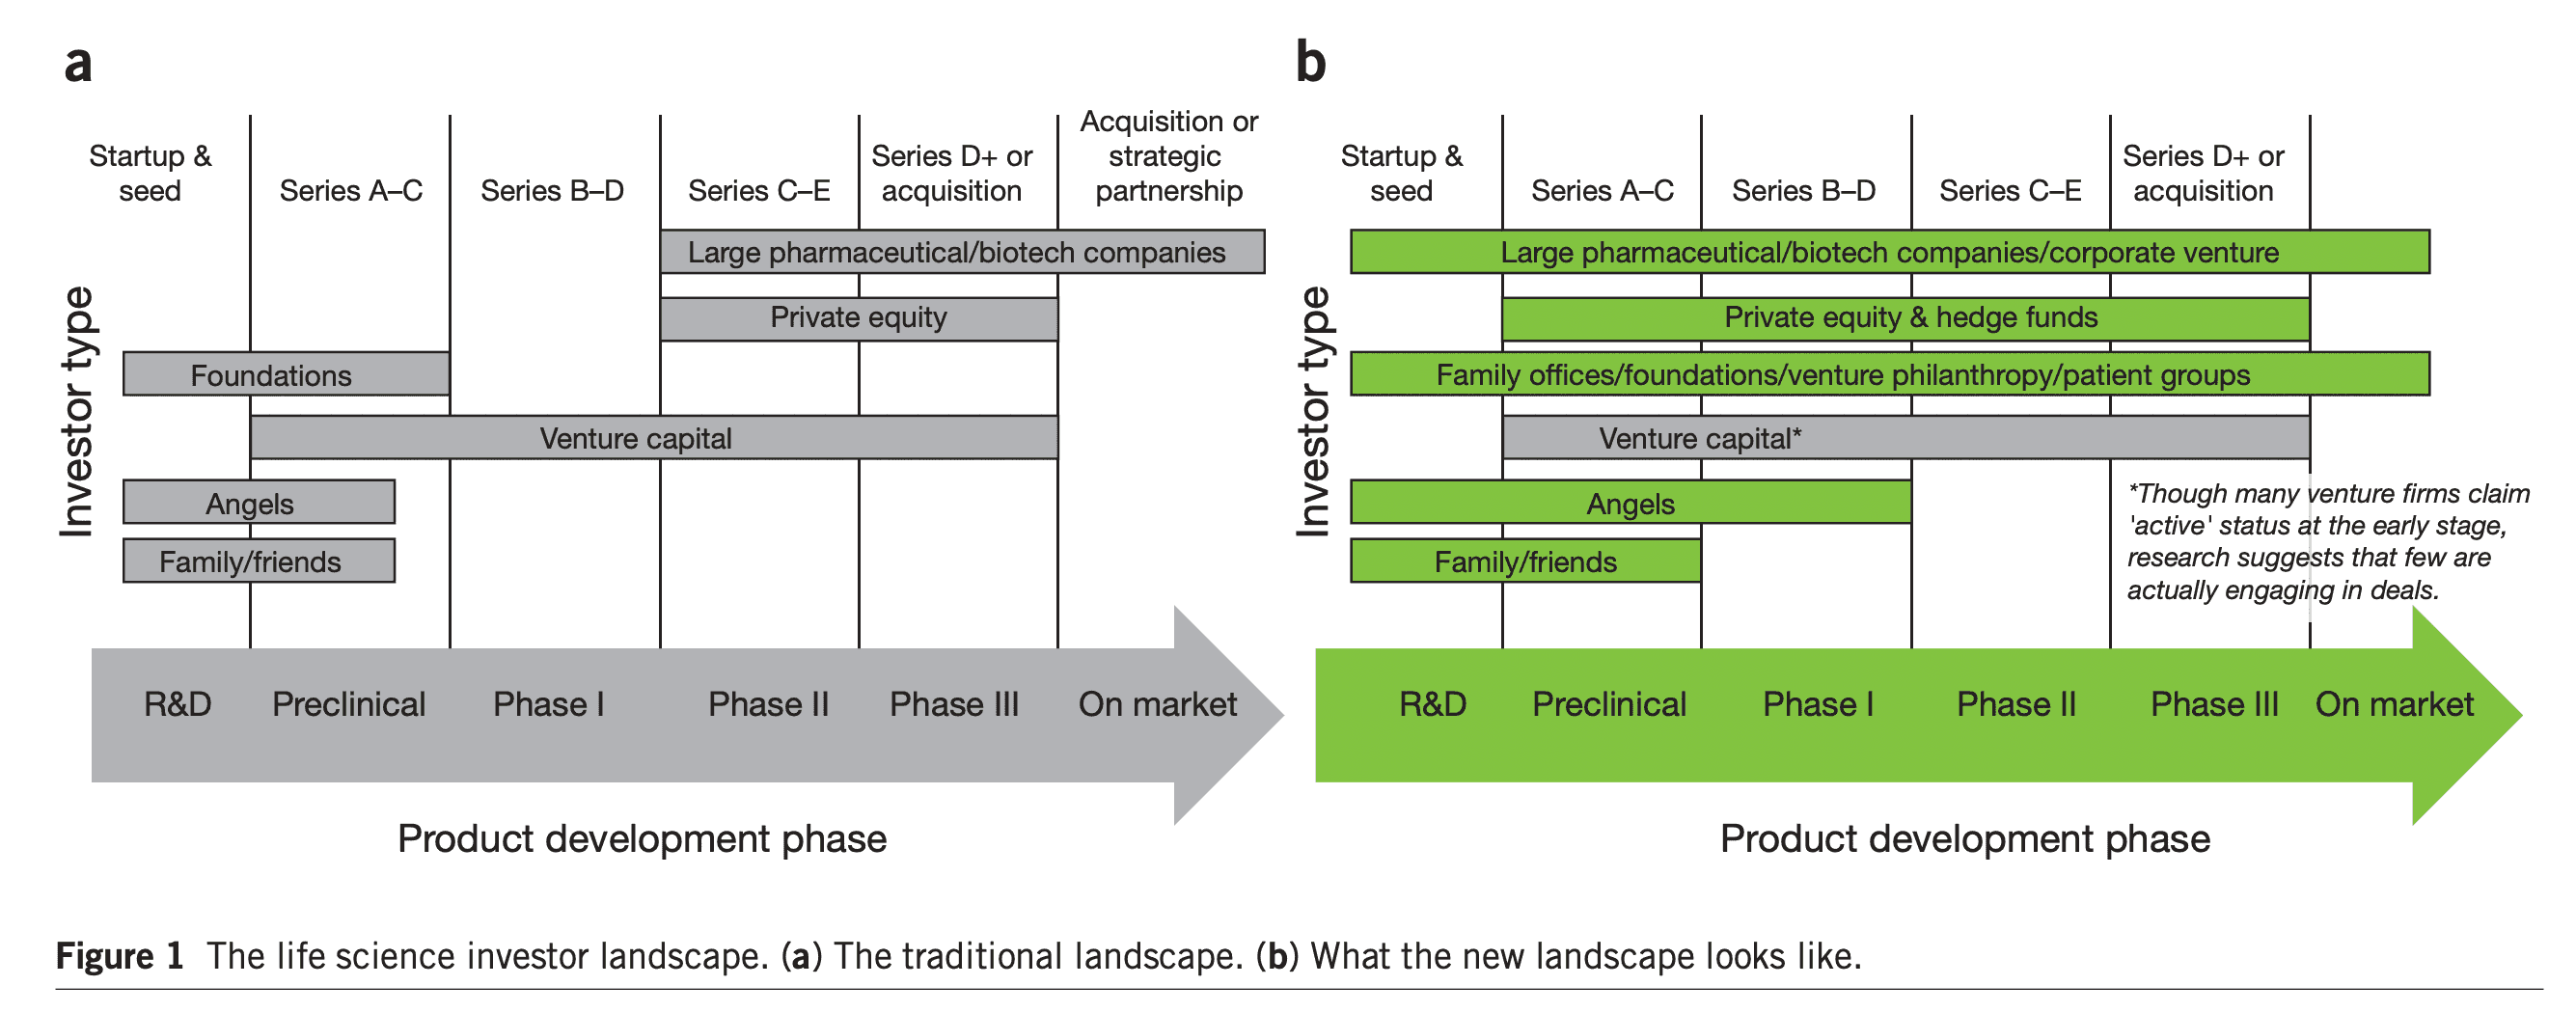 a
Startup &
seed
Series A–C
Series B–D
Series C–E
Series D+ or
acquisition
Acquisition or
strategic
partnership
Investor type
Large pharmaceutical/biotech companies
Private equity
Foundations
Venture capital
Angels
Family/friends
R&D
Preclinical
Phase I
Phase II
Phase III
On market
Product development phase
b
Startup &
seed
Series A–C
Series B–D
Series C–E
Series D+ or
acquisition
Investor type
Large pharmaceutical/biotech companies/corporate venture
Private equity & hedge funds
Family offices/foundations/venture philanthropy/patient groups
Venture capital*
Angels
Family/friends
*Though many venture firms claim
'active' status at the early stage,
research suggests that few are
actually engaging in deals.
R&D
Preclinical
Phase I
Phase II
Phase III
On market
Product development phase
Figure 1 The life science investor landscape. (a) The traditional landscape. (b) What the new landscape looks like.